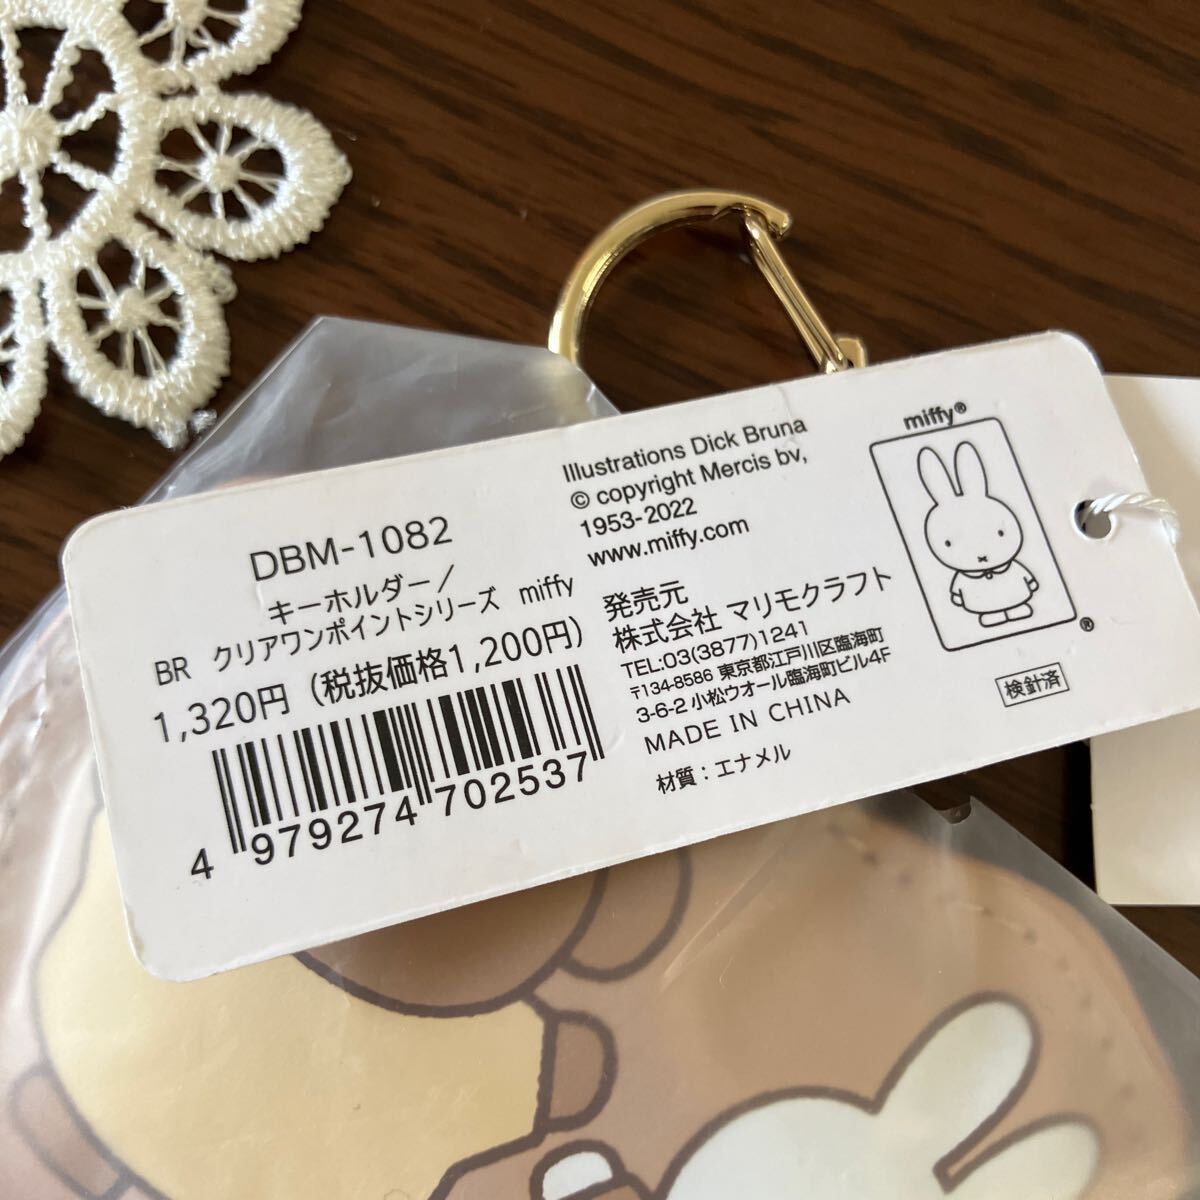 DBM-1082
キーホルダー/
BR クリアワンポイントシリーズ miffy
1,320円（税抜価格1,200円）
4 979274 702537
Illustrations Dick Bruna
© copyright Mercis bv,
1953-2022
www.miffy.com
発売元
株式会社 マリモクラフト
TEL:03(3877)1241
〒134-8586 東京都江戸川区臨海町
3-6-2 小松ウオール臨海町ビル4F
MADE IN CHINA
材質：エナメル
miffy®
®
検針済